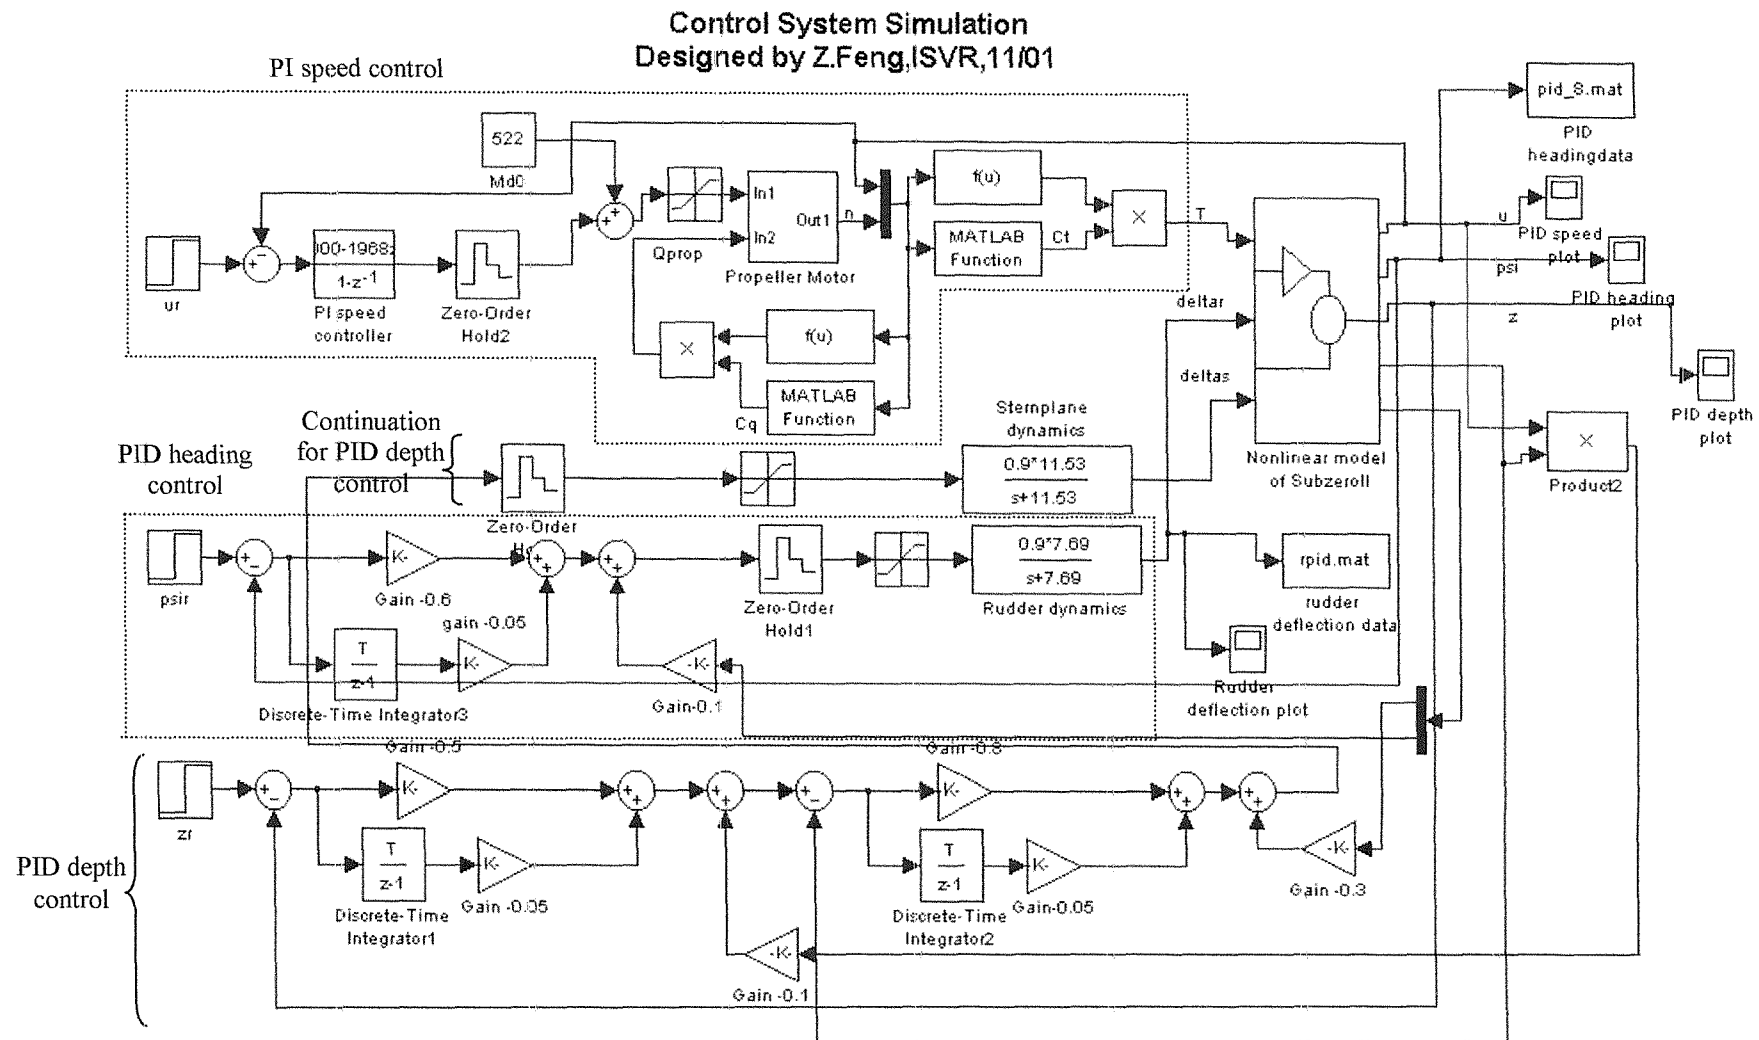 Control System Simulation
Designed by Z.Feng,ISVR,11/01
PI speed control
pid_8.mat
PID
headingdata
522
Md0
f(u)
In1
Out1
n
In2
Qprop
Propeller Motor
MATLAB
Function
Ct
×
T
u
PID speed
plot
psi
PID heading
plot
z
PID depth
plot
+
-
ur
1-z-1
PI speed
controller
Zero-Order
Hold2
+
+
×
f(u)
MATLAB
Function
Cq
deltar
deltas
Nonlinear model
of SubzeroII
×
Product2
Continuation
for PID depth
control
PID heading
control
Zero-Order
Sternplane
dynamics
0.9*11.53
s+11.53
psir
+
-
K-
Gain -0.6
gain -0.05
T
z-1
K-
Discrete-Time Integrator3
+
+
+
+
-K-
Gain-0.1
Zero-Order
Hold1
0.9*7.69
s+7.69
Rudder dynamics
rpid.mat
rudder
deflection data
Rudder
deflection plot
Gain -0.5
Gain -0.8
PID depth
control
zr
+
-
K-
T
z-1
Discrete-Time
Integrator1
K-
Gain -0.05
+
+
+
+
+
-
K-
T
z-1
Discrete-Time
Integrator2
K-
Gain-0.05
+
+
+
+
-K-
Gain -0.3
-K-
Gain -0.1